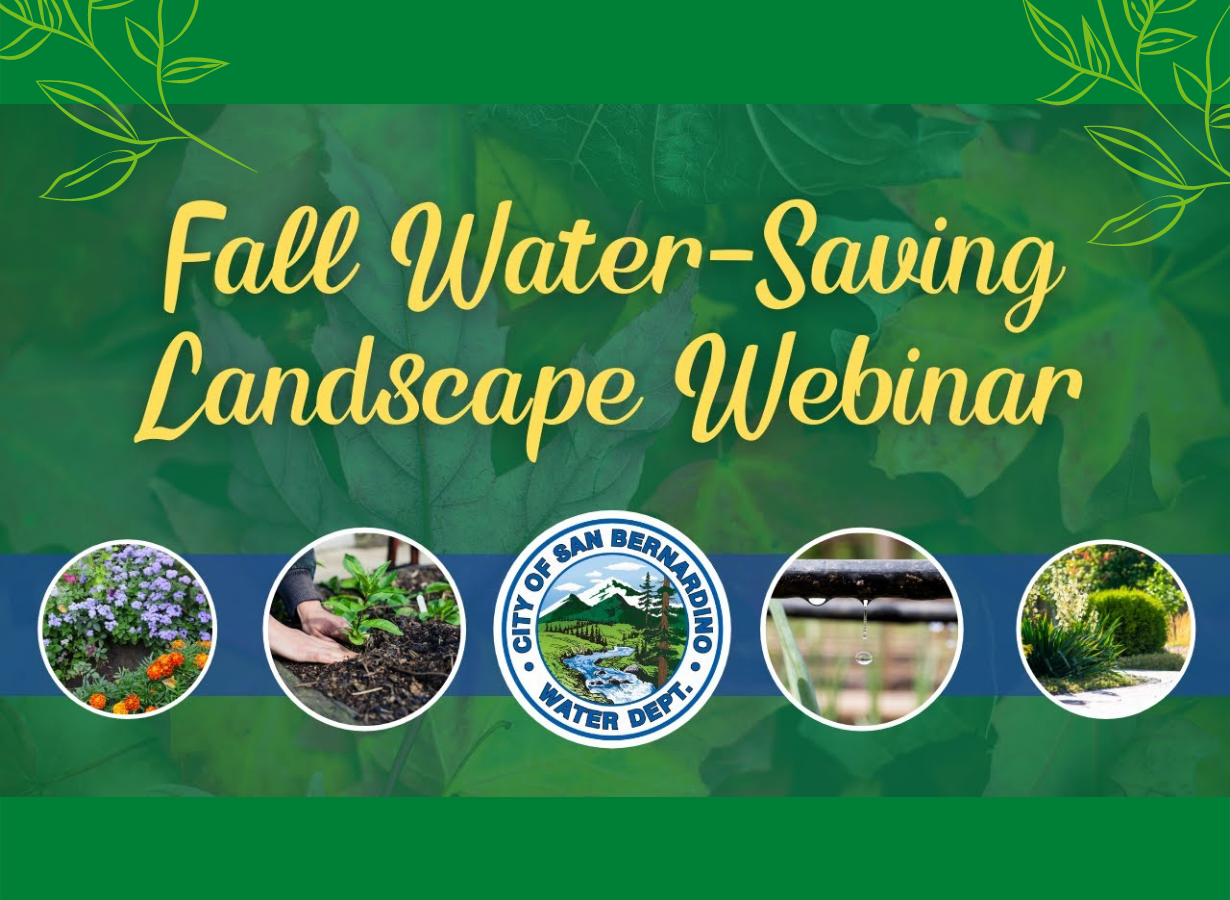 Fall Water-Saving
Landscape Webinar
CITY OF SAN BERNARDINO
WATER DEPT.